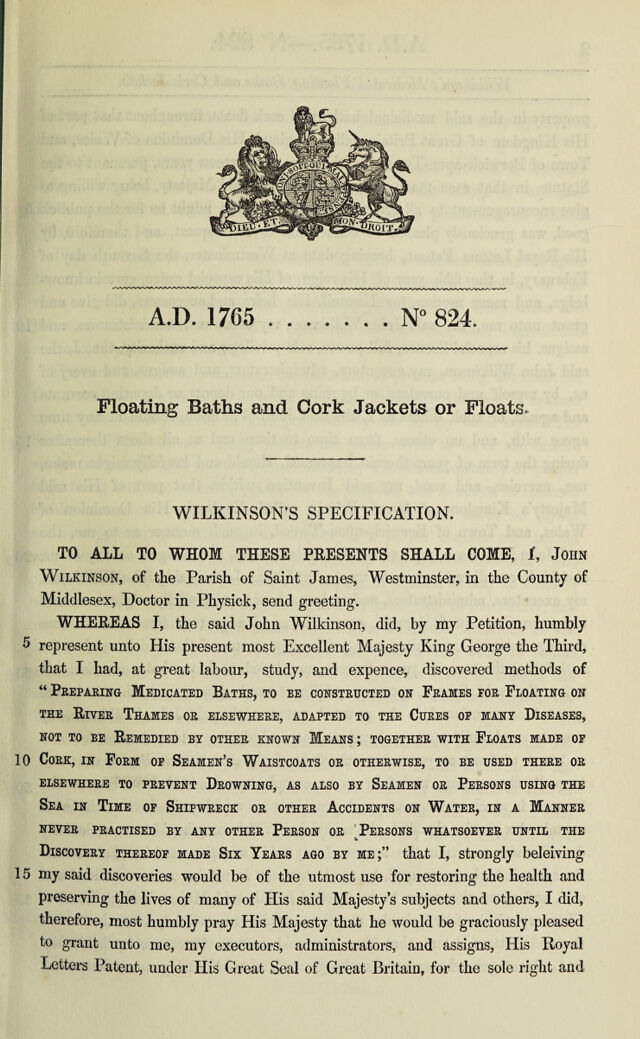 HONI SOIT QUI MAL
DIEU · ET · MON · DROIT.
A.D. 1765 . . . . . . . Nº 824.
Floating Baths and Cork Jackets or Floats.
WILKINSON'S SPECIFICATION.
TO ALL TO WHOM THESE PRESENTS SHALL COME, I, JOHN
WILKINSON, of the Parish of Saint James, Westminster, in the County of
Middlesex, Doctor in Physick, send greeting.
WHEREAS I, the said John Wilkinson, did, by my Petition, humbly
5 represent unto His present most Excellent Majesty King George the Third,
that I had, at great labour, study, and expence, discovered methods of
“PREPARING MEDICATED BATHS, TO BE CONSTRUCTED ON FRAMES FOR FLOATING ON
THE RIVER THAMES OR ELSEWHERE, ADAPTED TO THE CURES OF MANY DISEASES,
NOT TO BE REMEDIED BY OTHER KNOWN MEANS; TOGETHER WITH FLOATS MADE OF
10 CORK, IN FORM OF SEAMEN'S WAISTCOATS OR OTHERWISE, TO BE USED THERE OR
ELSEWHERE TO PREVENT DROWNING, AS ALSO BY SEAMEN OR PERSONS USING THE
SEA IN TIME OF SHIPWRECK OR OTHER ACCIDENTS ON WATER, IN A MANNER
NEVER PRACTISED BY ANY OTHER PERSON OR PERSONS WHATSOEVER UNTIL THE
DISCOVERY THEREOF MADE SIX YEARS AGO BY ME;” that I, strongly beleiving
15 my said discoveries would be of the utmost use for restoring the health and
preserving the lives of many of His said Majesty's subjects and others, I did,
therefore, most humbly pray His Majesty that he would be graciously pleased
to grant unto me, my executors, administrators, and assigns, His Royal
Letters Patent, under His Great Seal of Great Britain, for the sole right and